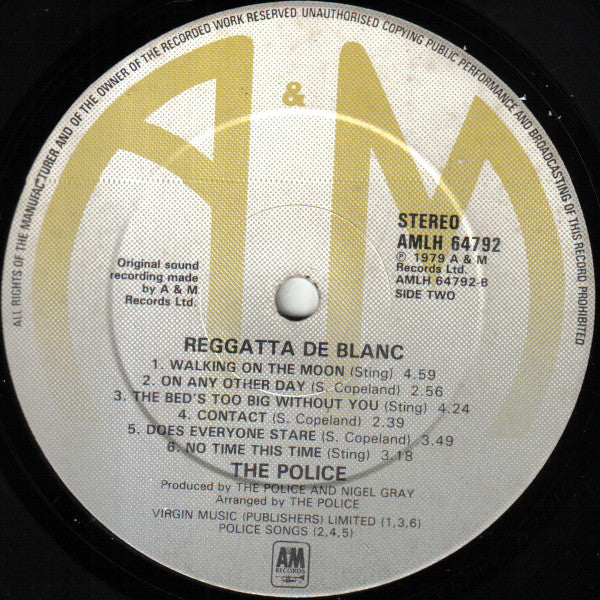 ALL RIGHTS OF THE MANUFACTURER AND OF THE OWNER OF THE RECORDED WORK RESERVED UNAUTHORISED COPYING PUBLIC PERFORMANCE AND BROADCASTING OF THIS RECORD PROHIBITED
A & M
STEREO
AMLH 64792
Ⓟ 1979 A & M
Records Ltd.
AMLH 64792-B
SIDE TWO
Original sound
recording made
by A & M
Records Ltd.
REGGATTA DE BLANC
1. WALKING ON THE MOON (Sting) 4.59
2. ON ANY OTHER DAY (S. Copeland) 2.56
3. THE BED'S TOO BIG WITHOUT YOU (Sting) 4.24
4. CONTACT (S. Copeland) 2.39
5. DOES EVERYONE STARE (S. Copeland) 3.49
6. NO TIME THIS TIME (Sting) 3.18
THE POLICE
Produced by THE POLICE AND NIGEL GRAY
Arranged by THE POLICE
VIRGIN MUSIC (PUBLISHERS) LIMITED (1,3,6)
POLICE SONGS (2,4,5)
AM
RECORDS